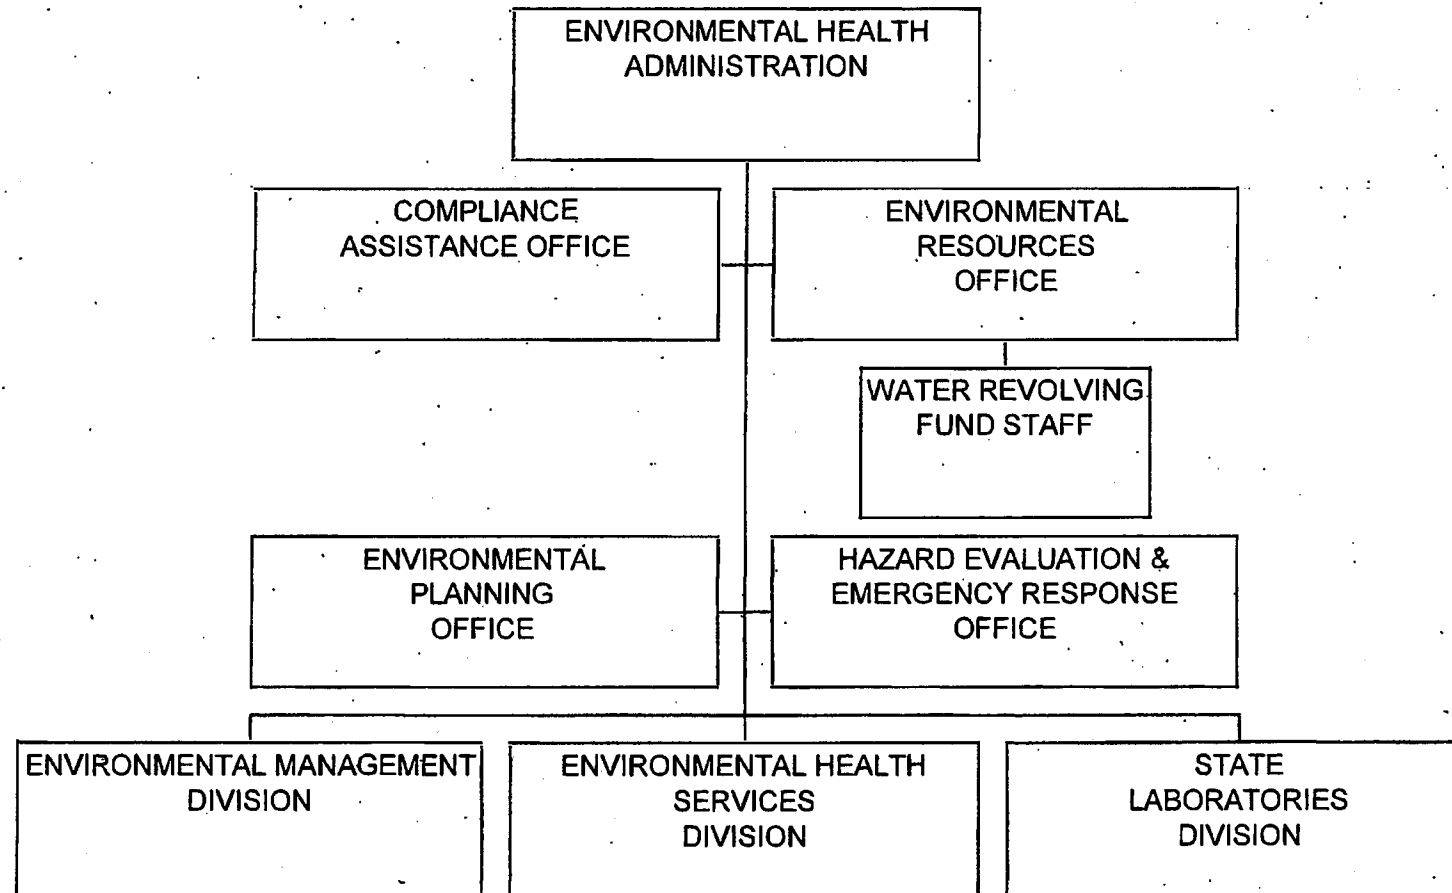 ENVIRONMENTAL HEALTH
ADMINISTRATION
COMPLIANCE
ASSISTANCE OFFICE
ENVIRONMENTAL
RESOURCES
OFFICE
WATER REVOLVING
FUND STAFF
ENVIRONMENTAL
PLANNING
OFFICE
HAZARD EVALUATION &
EMERGENCY RESPONSE
OFFICE
ENVIRONMENTAL MANAGEMENT
DIVISION
ENVIRONMENTAL HEALTH
SERVICES
DIVISION
STATE
LABORATORIES
DIVISION